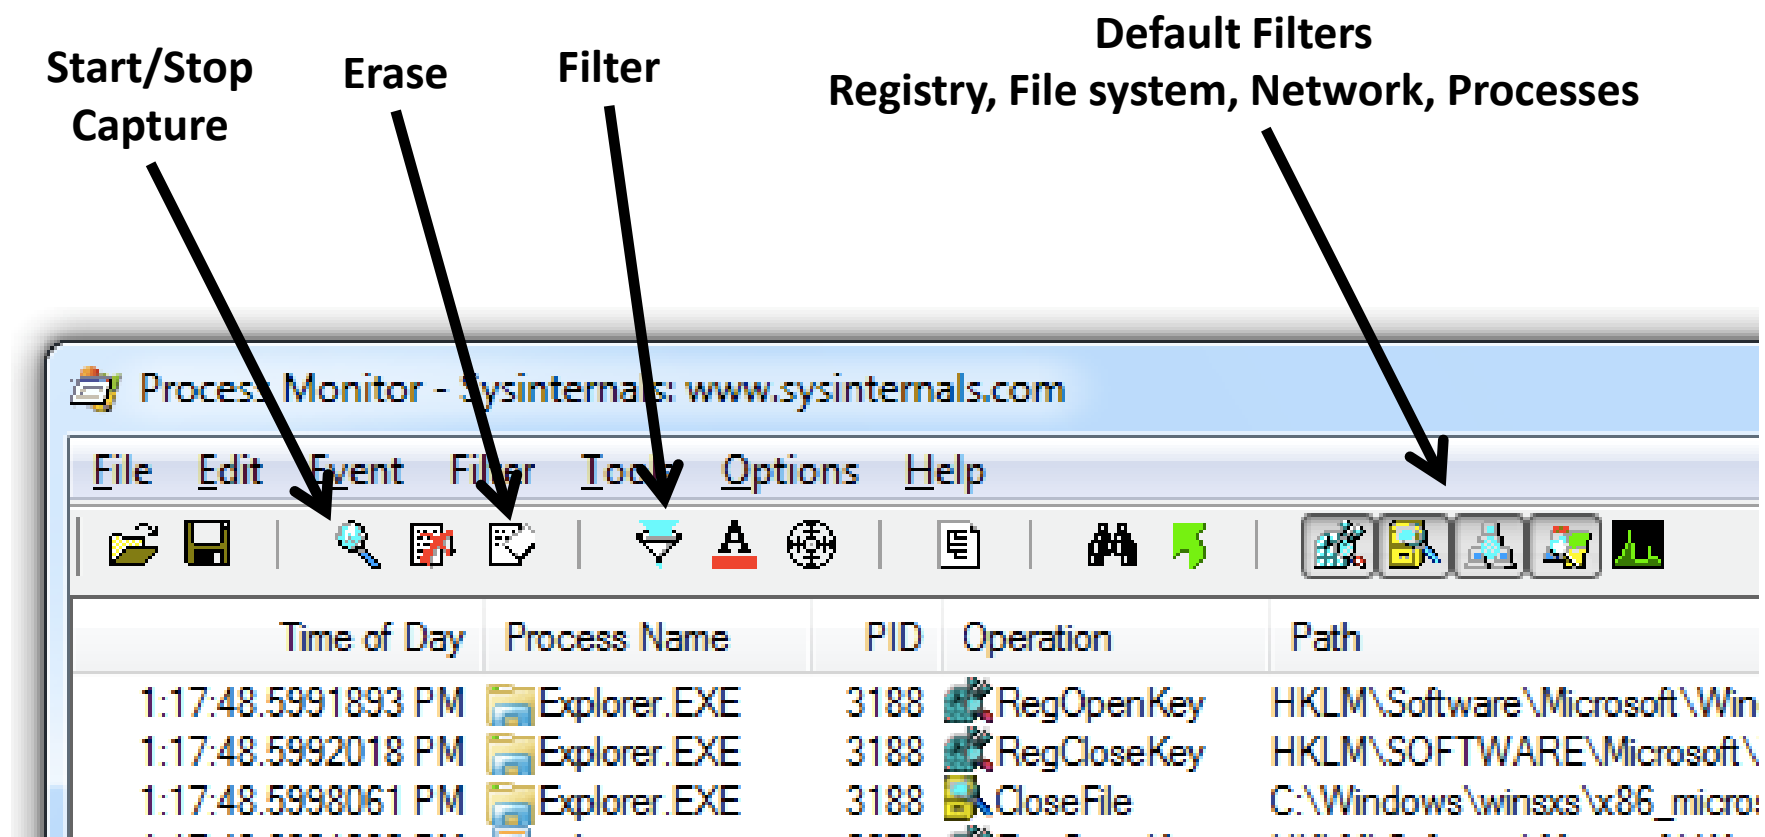 Default Filters
Start/Stop Erase Filter Registry, File system, Network, Processes
Capture
Process Monitor - Sysinternals: www.sysinternals.com
File Edit Event Filter Tools Options Help
Time of Day Process Name PID Operation Path
1:17:48.5991893 PM Explorer.EXE 3188 RegOpenKey HKLM\Software\Microsoft\Win
1:17:48.5992018 PM Explorer.EXE 3188 RegCloseKey HKLM\SOFTWARE\Microsoft\
1:17:48.5998061 PM Explorer.EXE 3188 CloseFile C:\Windows\winsxs\x86_micros